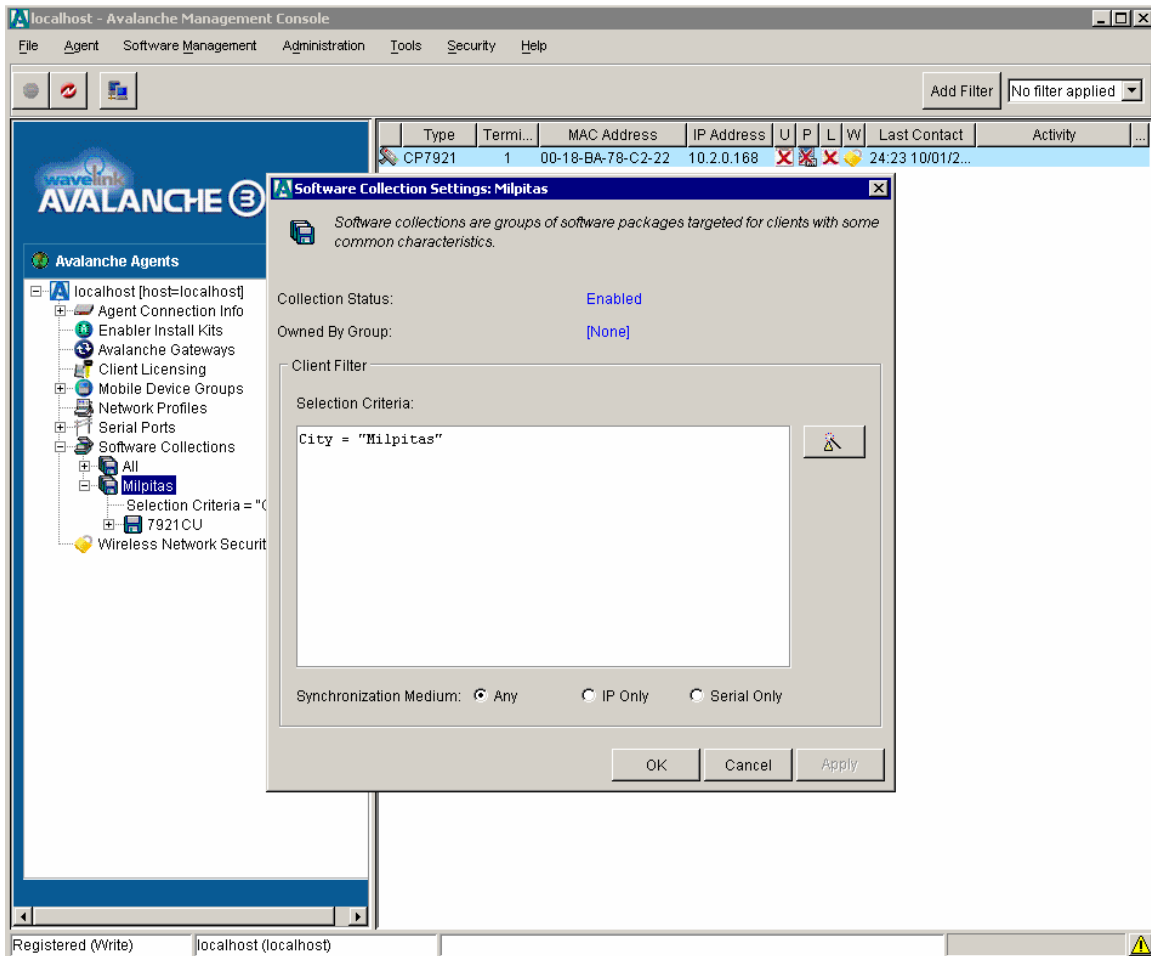 localhost - Avalanche Management Console
File Agent Software Management Administration Tools Security Help
Add Filter No filter applied
Type Termi... MAC Address IP Address U P L W Last Contact Activity ...
CP7921 1 00-18-BA-78-C2-22 10.2.0.168 24:23 10/01/2...
wavelink
AVALANCHE 3
Avalanche Agents
localhost [host=localhost]
Agent Connection Info
Enabler Install Kits
Avalanche Gateways
Client Licensing
Mobile Device Groups
Network Profiles
Serial Ports
Software Collections
All
Milpitas
Selection Criteria = "C
7921CU
Wireless Network Securit
Software Collection Settings: Milpitas
Software collections are groups of software packages targeted for clients with some
common characteristics.
Collection Status: Enabled
Owned By Group: [None]
Client Filter
Selection Criteria:
City = "Milpitas"
Synchronization Medium: Any IP Only Serial Only
OK Cancel Apply
Registered (Write) localhost (localhost)